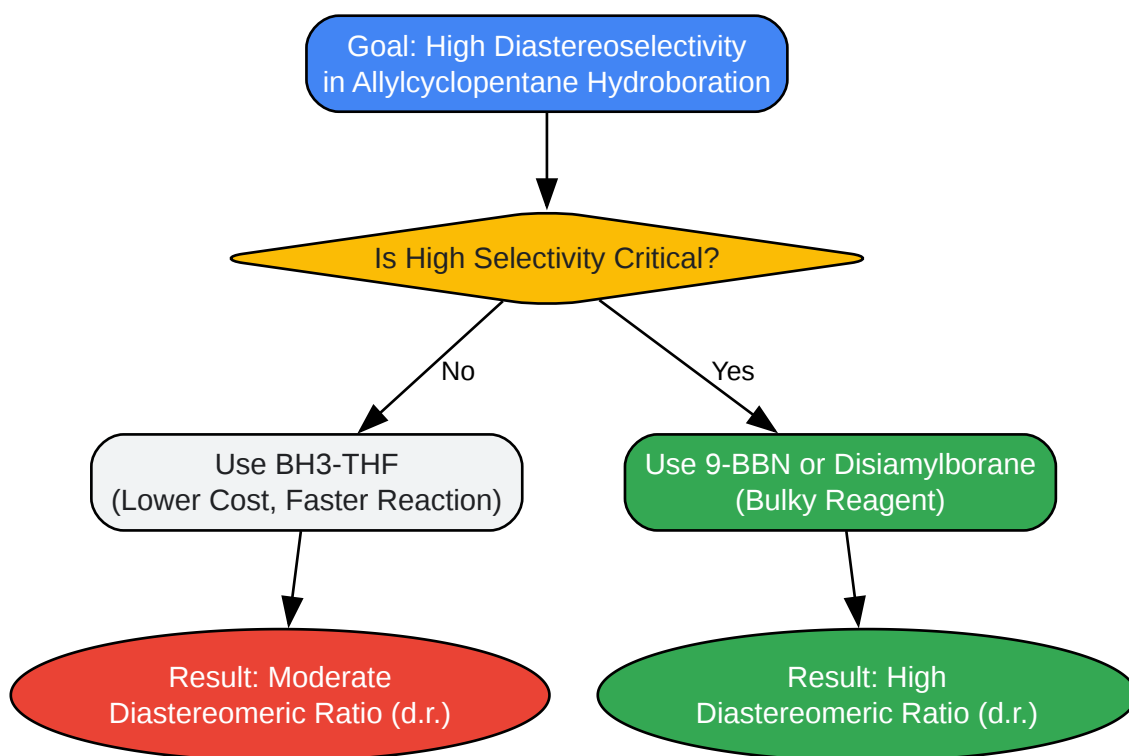 Goal: High Diastereoselectivity
in Allylcyclopentane Hydroboration
Is High Selectivity Critical?
No
Yes
Use BH3-THF
(Lower Cost, Faster Reaction)
Use 9-BBN or Disiamylborane
(Bulky Reagent)
Result: Moderate
Diastereomeric Ratio (d.r.)
Result: High
Diastereomeric Ratio (d.r.)